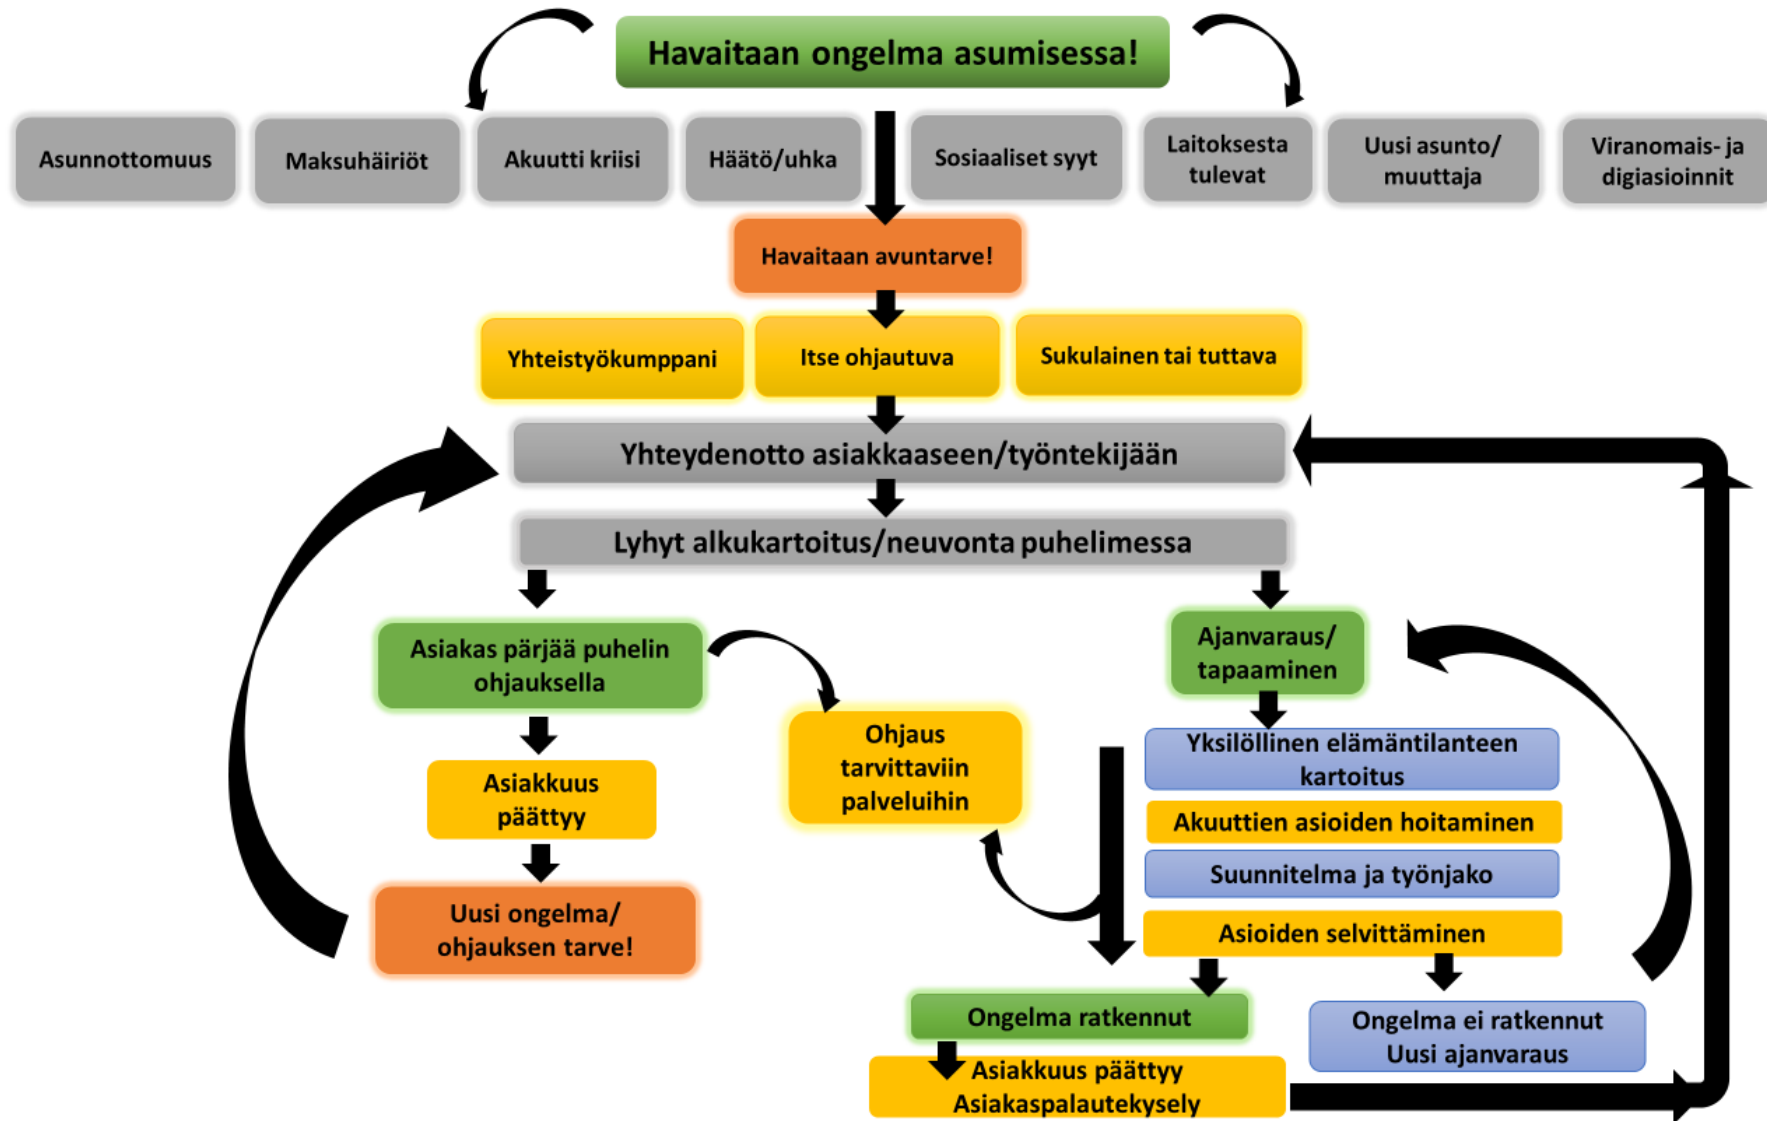 Havaitaan ongelma asumisessa!
Asunnottomuus
Maksuhäiriöt
Akuutti kriisi
Häätö/uhka
Sosiaaliset syyt
Laitoksesta
tulevat
Uusi asunto/
muuttaja
Viranomais- ja
digiasioinnit
Havaitaan avuntarve!
Yhteistyökumppani
Itse ohjautuva
Sukulainen tai tuttava
Yhteydenotto asiakkaaseen/työntekijään
Lyhyt alkukartoitus/neuvonta puhelimessa
Asiakas pärjää puhelin
ohjauksella
Ajanvaraus/
tapaaminen
Ohjaus
tarvittaviin
palveluihin
Asiakkuus
päättyy
Uusi ongelma/
ohjauksen tarve!
Yksilöllinen elämäntilanteen
kartoitus
Akuuttien asioiden hoitaminen
Suunnitelma ja työnjako
Asioiden selvittäminen
Ongelma ratkennut
Ongelma ei ratkennut
Uusi ajanvaraus
Asiakkuus päättyy
Asiakaspalautekysely